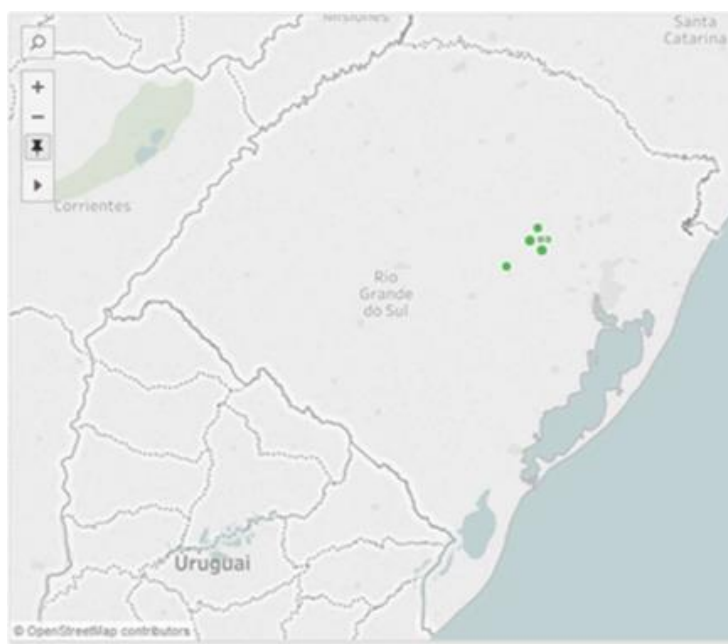 Misiones
Santa
Catarina
Corrientes
Rio
Grande
do Sul
Uruguai
© OpenStreetMap contributors